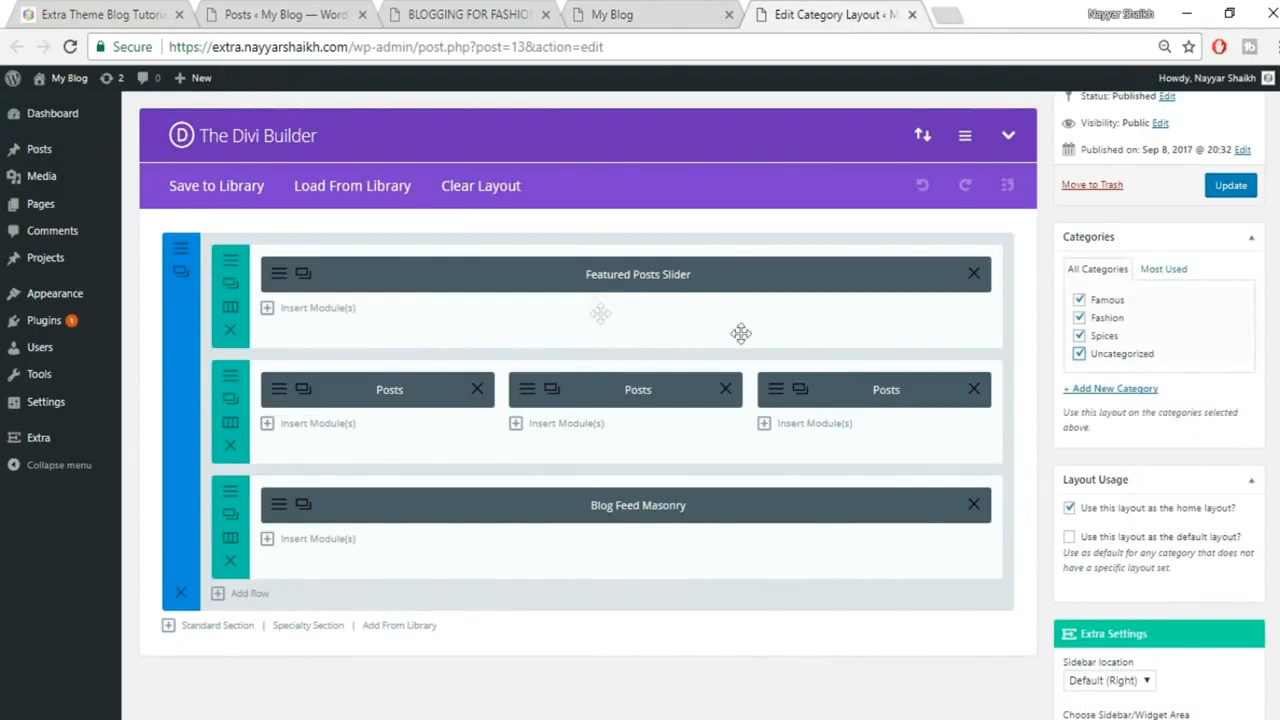 Extra Theme Blog Tutoria
Posts ‹ My Blog — Word
BLOGGING FOR FASHIO
My Blog
Edit Category Layout ‹ M
Nayyar Shaikh
Secure
https://extra.nayyarshaikh.com/wp-admin/post.php?post=13&action=edit
My Blog
2
0
New
Howdy, Nayyar Shaikh
Dashboard
Posts
Media
Pages
Comments
Projects
Appearance
Plugins 1
Users
Tools
Settings
Extra
Collapse menu
D The Divi Builder
Save to Library
Load From Library
Clear Layout
Featured Posts Slider
Insert Module(s)
Posts
Posts
Posts
Insert Module(s)
Insert Module(s)
Insert Module(s)
Blog Feed Masonry
Insert Module(s)
Add Row
Standard Section | Specialty Section | Add From Library
Status: Published Edit
Visibility: Public Edit
Published on: Sep 8, 2017 @ 20:32 Edit
Move to Trash
Update
Categories
All Categories
Most Used
Famous
Fashion
Spices
Uncategorized
+ Add New Category
Use this layout on the categories selected
above.
Layout Usage
Use this layout as the home layout?
Use this layout as the default layout?
Use as default for any category that does not
have a specific layout set.
Extra Settings
Sidebar location
Default (Right)
Choose Sidebar/Widget Area